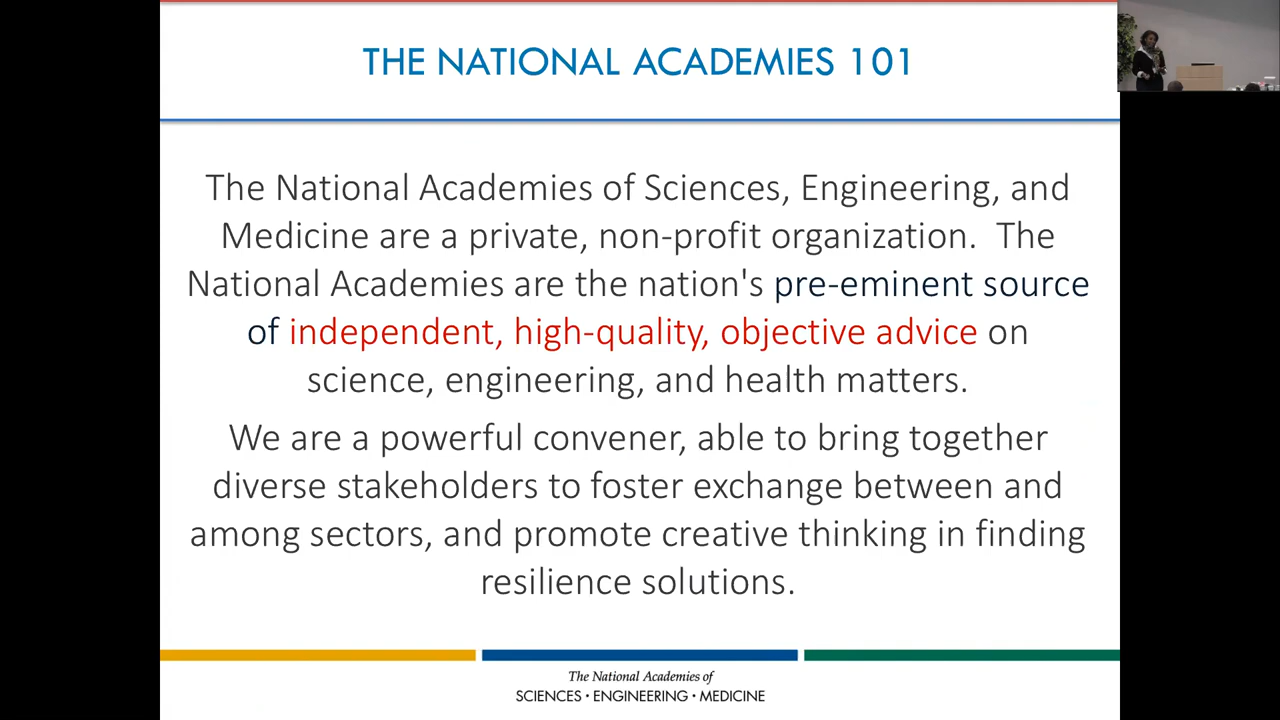 THE NATIONAL ACADEMIES 101
The National Academies of Sciences, Engineering, and
Medicine are a private, non-profit organization.  The
National Academies are the nation's pre-eminent source
of independent, high-quality, objective advice on
science, engineering, and health matters.
We are a powerful convener, able to bring together
diverse stakeholders to foster exchange between and
among sectors, and promote creative thinking in finding
resilience solutions.
The National Academies of
SCIENCES · ENGINEERING · MEDICINE